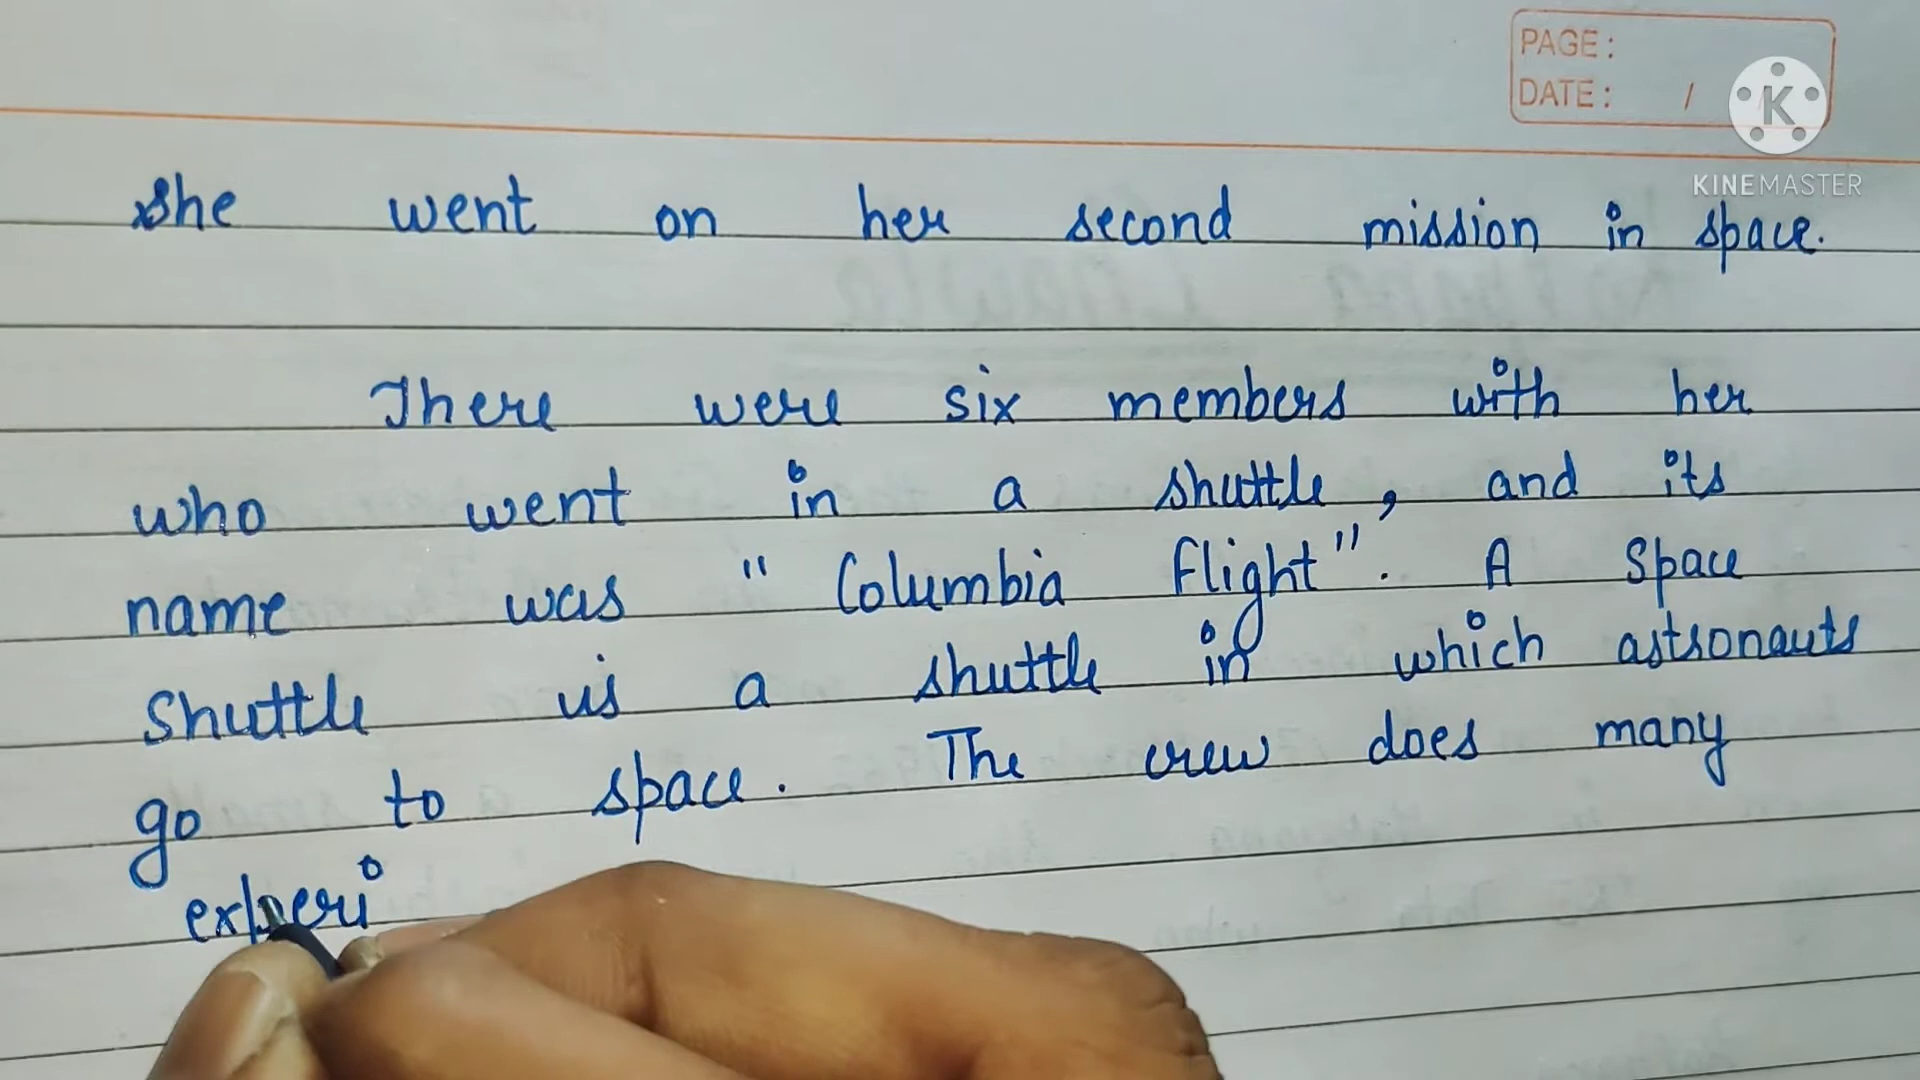 PAGE:
DATE: /
KINEMASTER
She went on her second mission in space.
There were six members with her
who went in a shuttle, and its
name was "Columbia Flight". A Space
Shuttle is a shuttle in which astronauts
go to space. The crew does many
experi